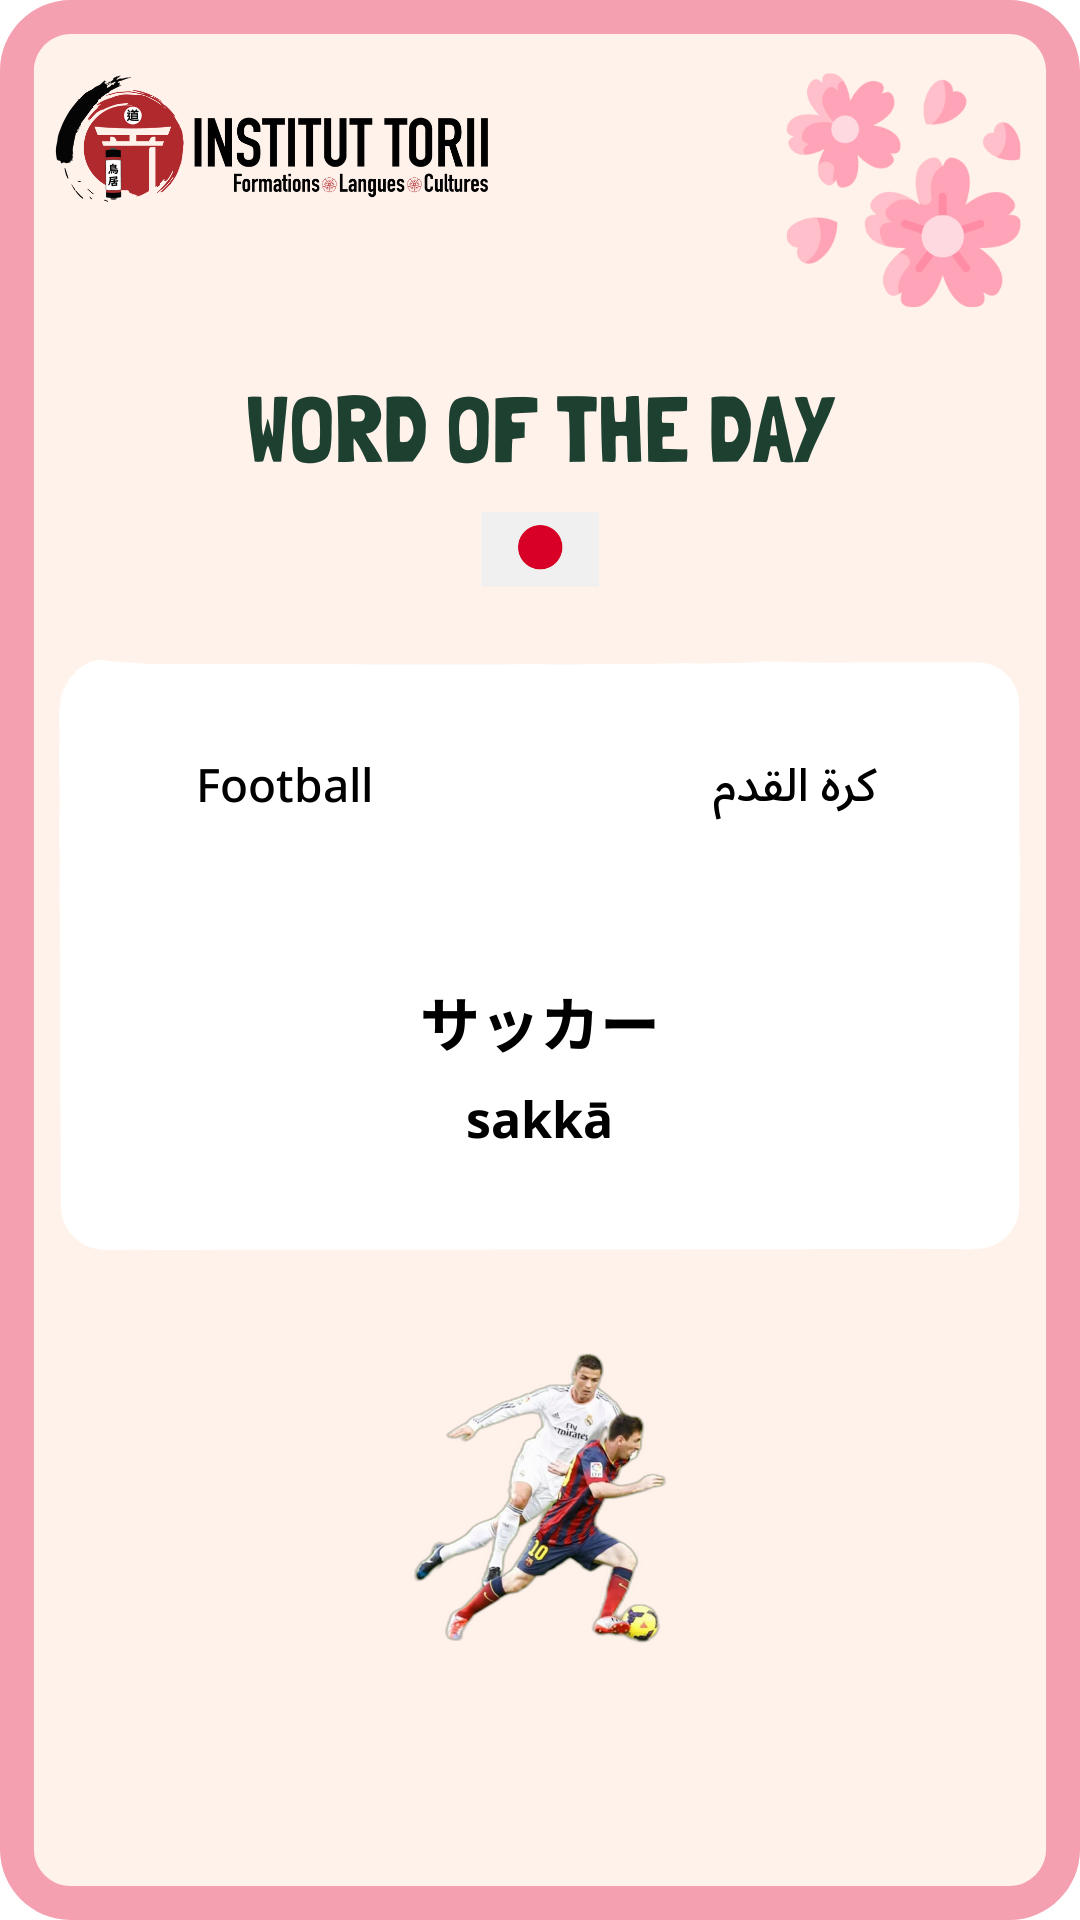 道
鳥居
INSTITUT TORII
Formations Langues Cultures
WORD OF THE DAY
Football
كرة القدم
サッカー
sakkā
Fly
Emirates
10